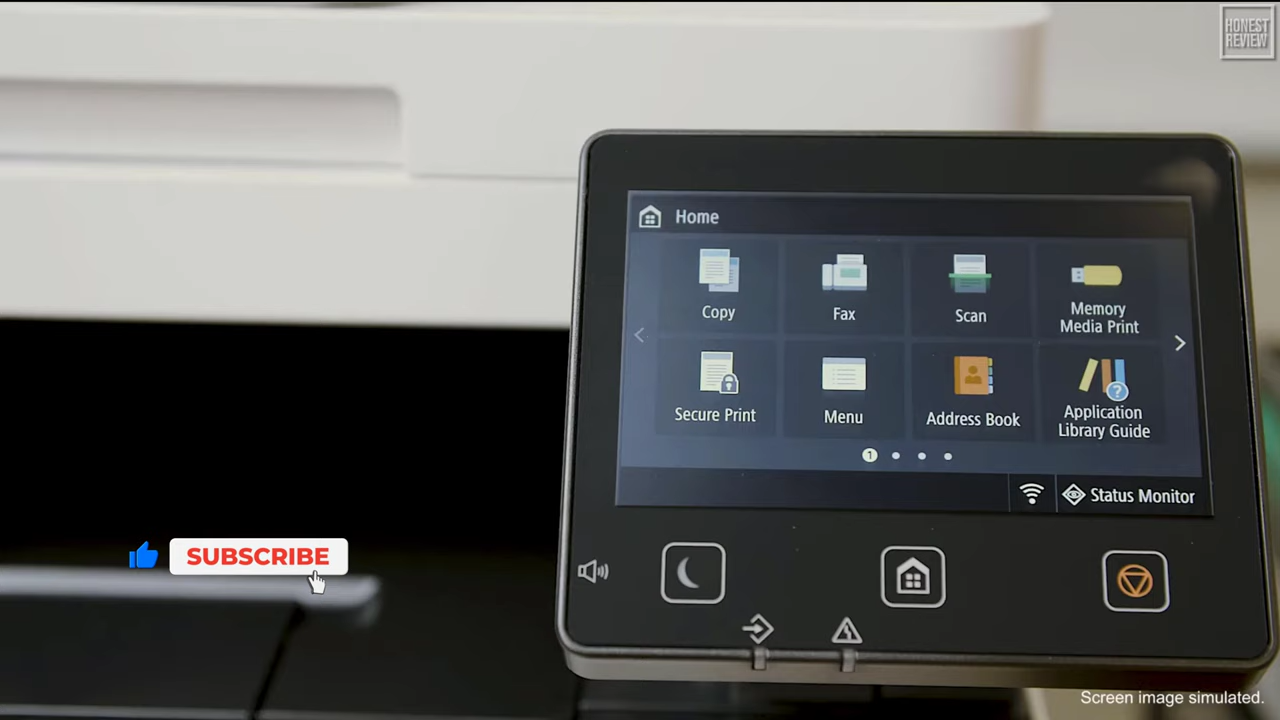 HONEST
REVIEW
Home
Copy
Fax
Scan
Memory
Media Print
Secure Print
Menu
Address Book
Application
Library Guide
1
Status Monitor
SUBSCRIBE
Screen image simulated.